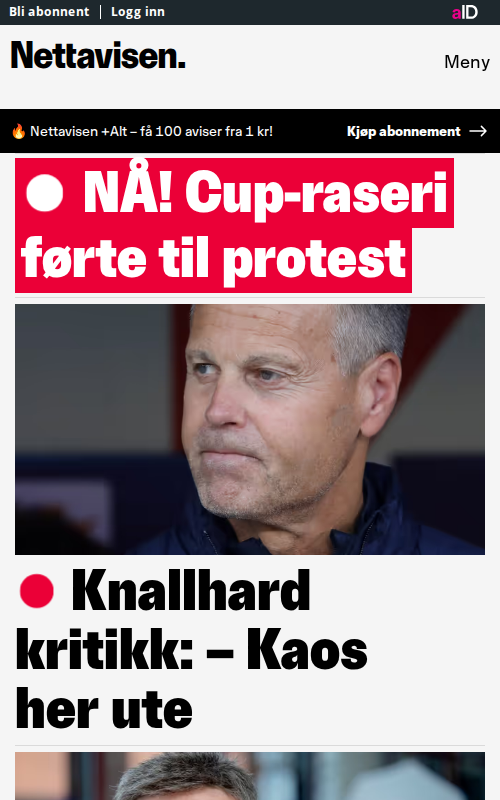 Bli abonnent | Logg inn
aID
Nettavisen.
Meny
🔥 Nettavisen +Alt – få 100 aviser fra 1 kr!
Kjøp abonnement →
NÅ! Cup-raseri
førte til protest
Knallhard
kritikk: – Kaos
her ute